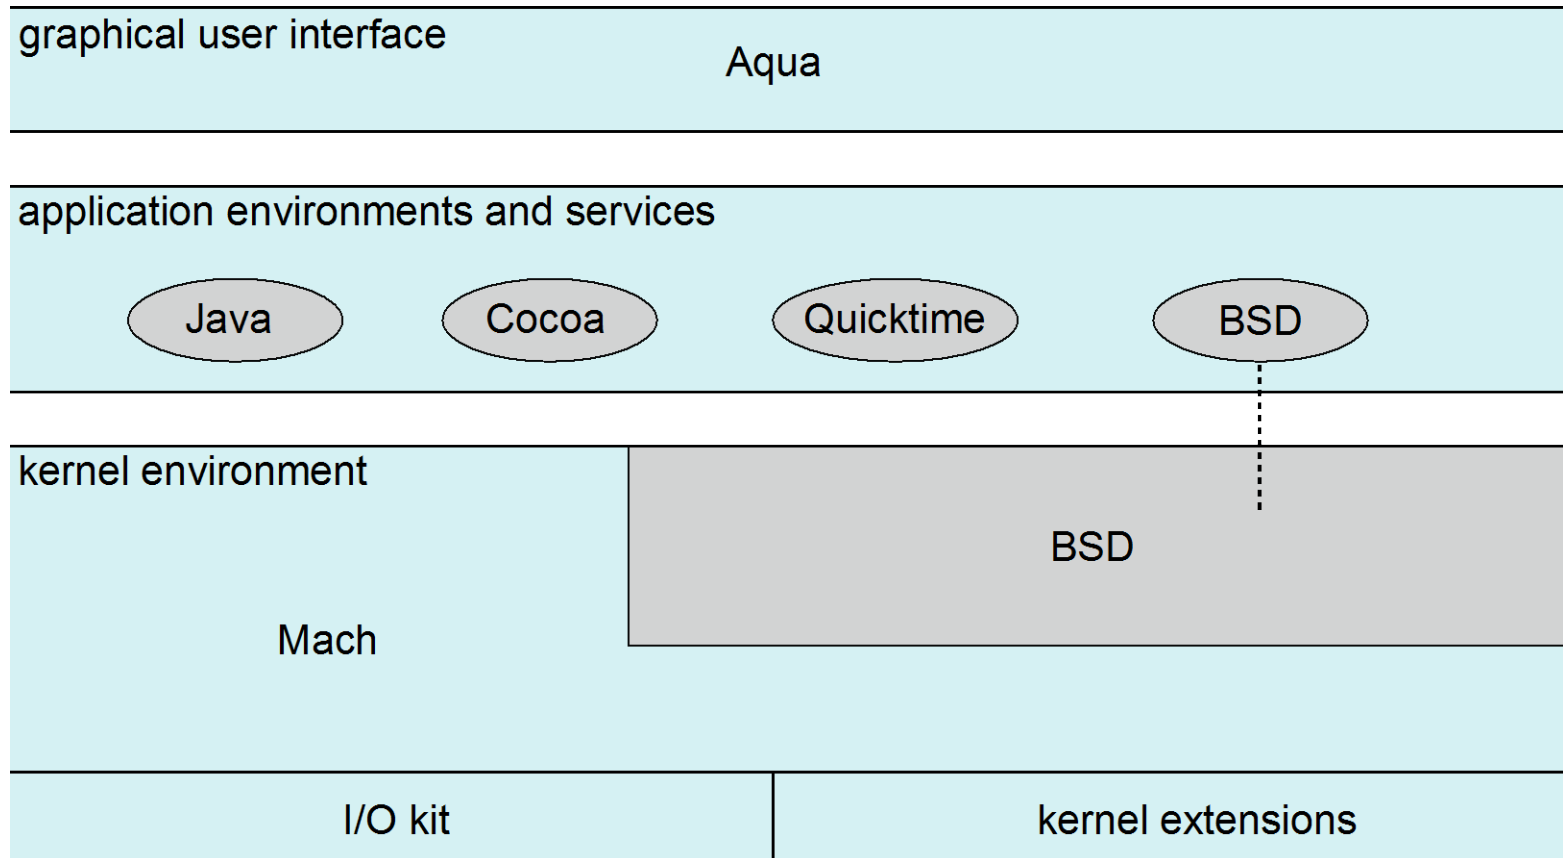 graphical user interface
Aqua
application environments and services
Java
Cocoa
Quicktime
BSD
kernel environment
BSD
Mach
I/O kit
kernel extensions